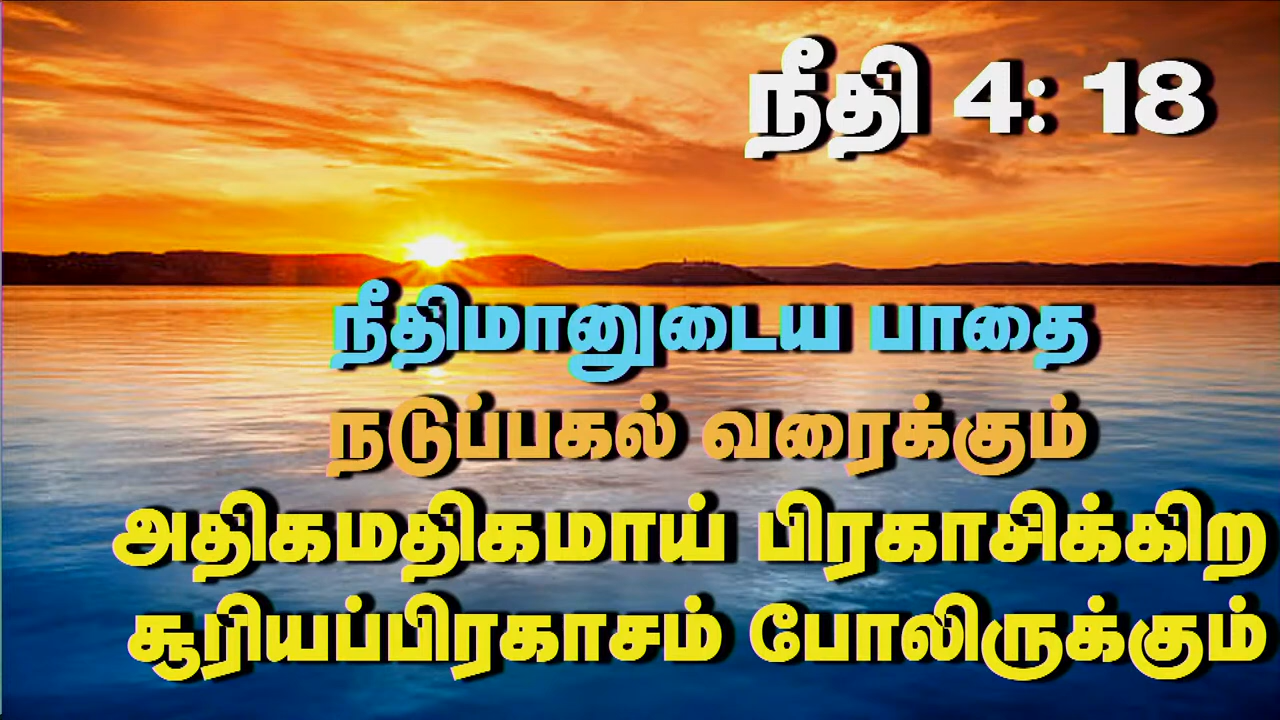 நீதி 4: 18
நீதிமானுடைய பாதை
நடுப்பகல் வரைக்கும்
அதிகமதிகமாய் பிரகாசிக்கிற
சூரியப்பிரகாசம் போலிருக்கும்